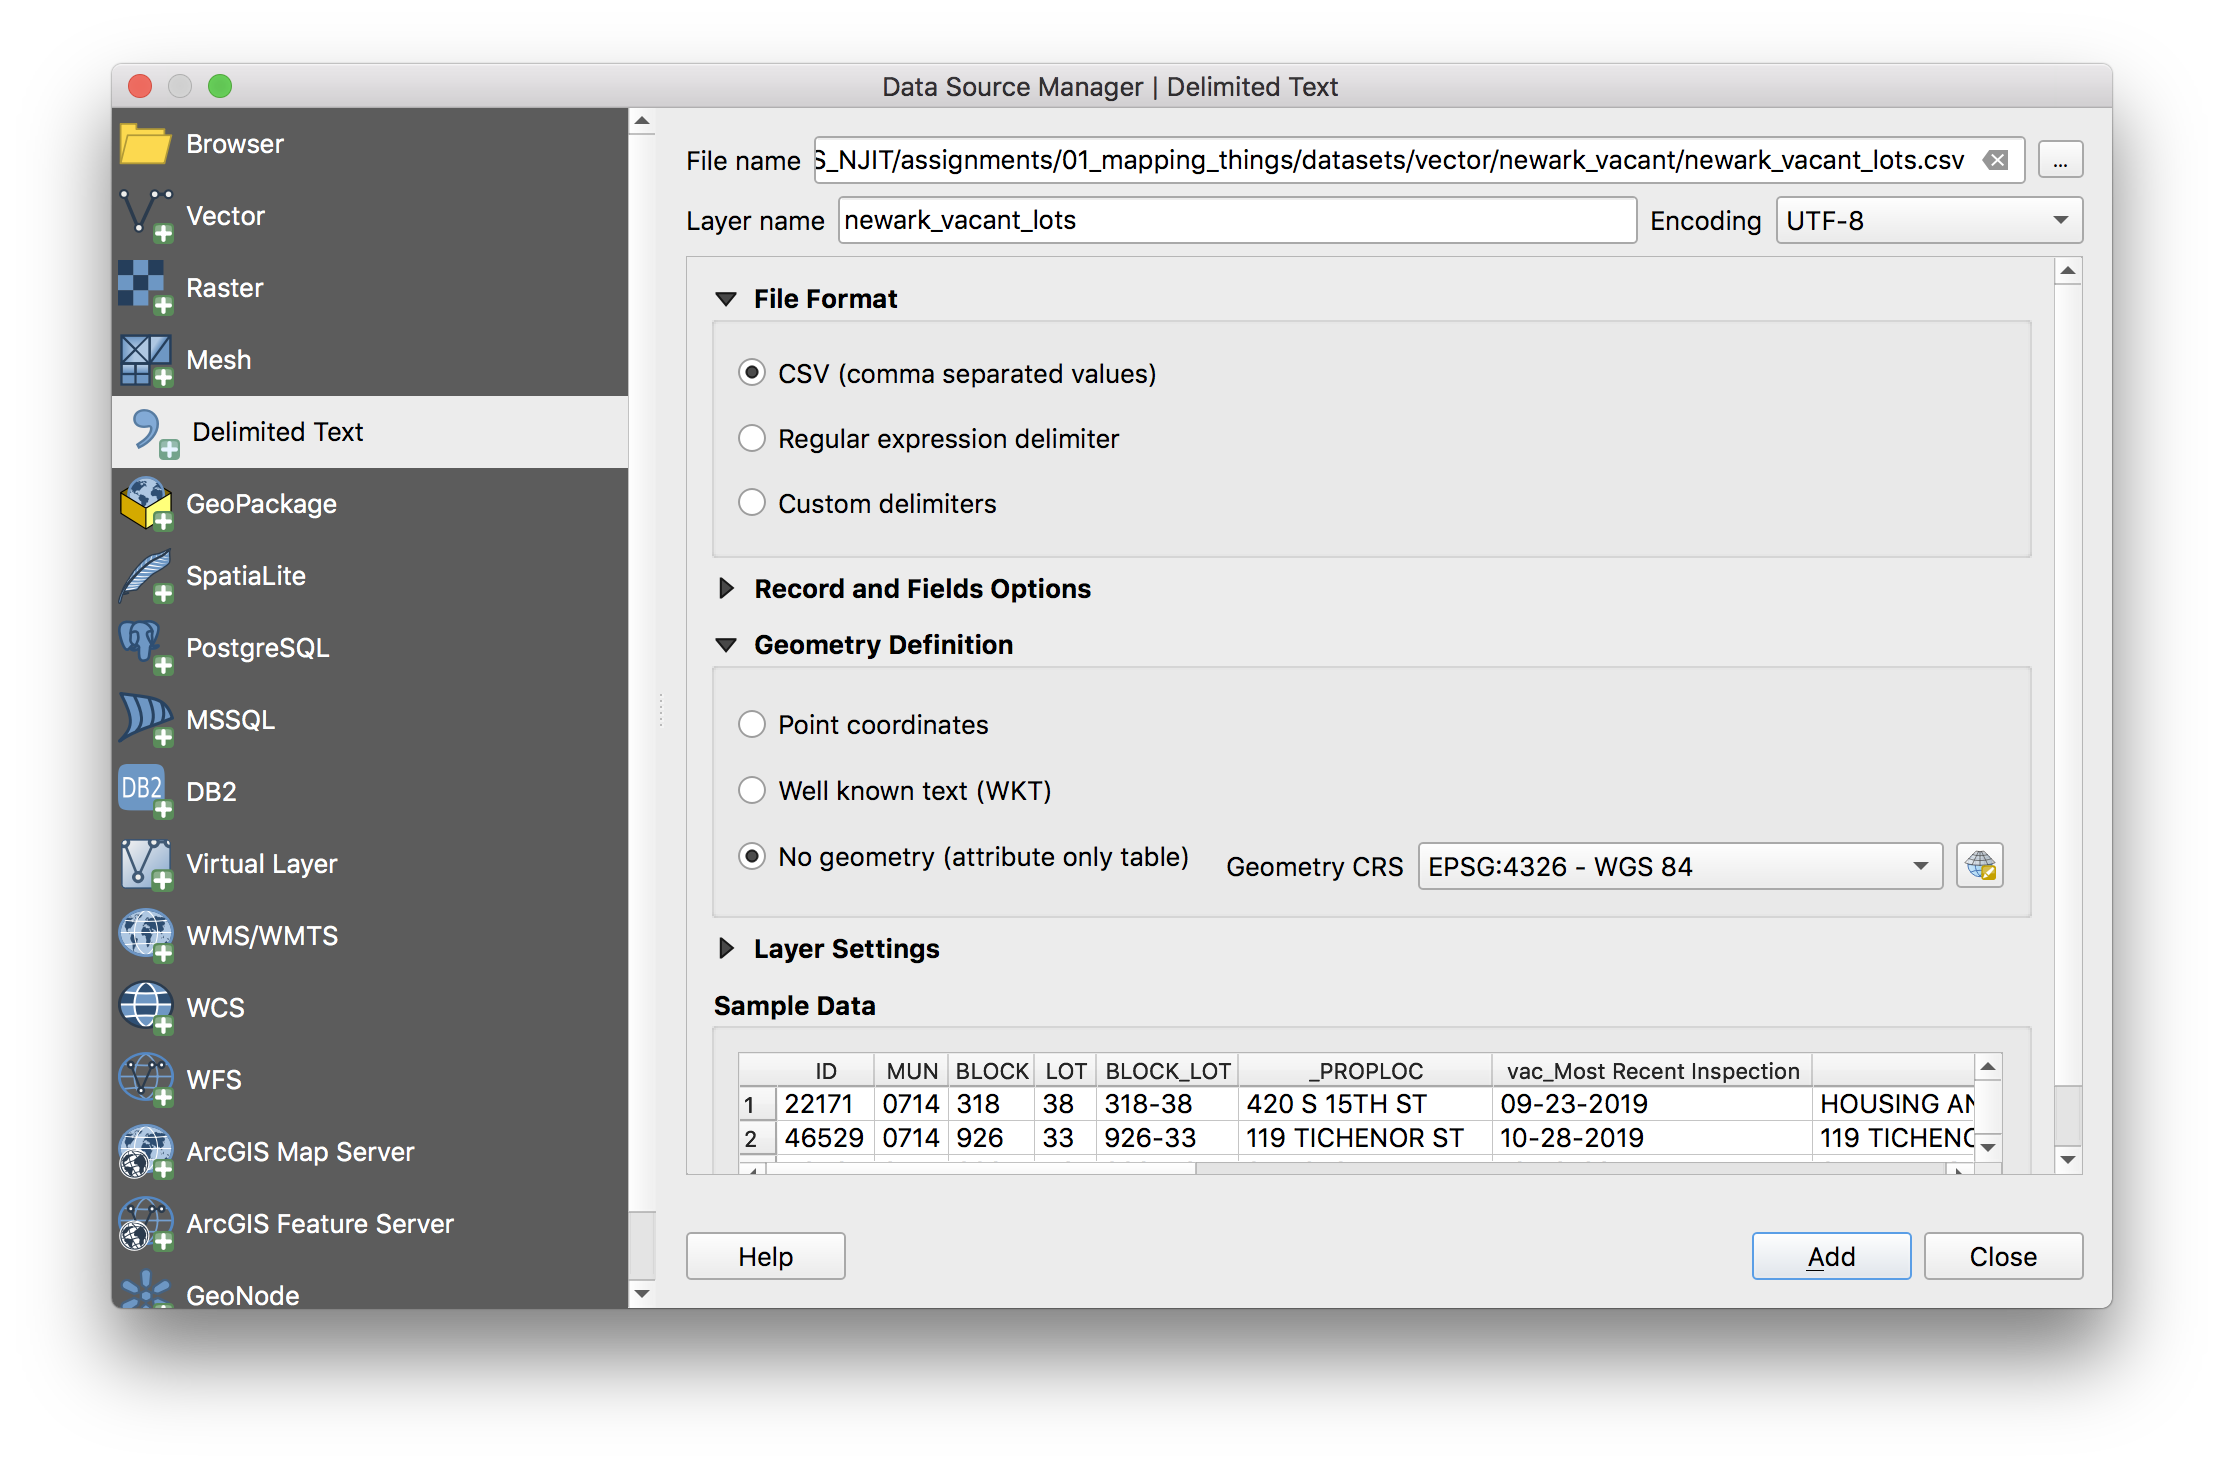 Data Source Manager | Delimited Text
Browser
Vector
Raster
Mesh
Delimited Text
GeoPackage
SpatiaLite
PostgreSQL
MSSQL
DB2
DB2
Virtual Layer
WMS/WMTS
WCS
WFS
ArcGIS Map Server
ArcGIS Feature Server
GeoNode
File name S_NJIT/assignments/01_mapping_things/datasets/vector/newark_vacant/newark_vacant_lots.csv ...
Layer name newark_vacant_lots Encoding UTF-8
File Format
CSV (comma separated values)
Regular expression delimiter
Custom delimiters
Record and Fields Options
Geometry Definition
Point coordinates
Well known text (WKT)
No geometry (attribute only table) Geometry CRS EPSG:4326 - WGS 84
Layer Settings
Sample Data
ID MUN BLOCK LOT BLOCK_LOT _PROPLOC vac_Most Recent Inspection
1 22171 0714 318 38 318-38 420 S 15TH ST 09-23-2019 HOUSING AN
2 46529 0714 926 33 926-33 119 TICHENOR ST 10-28-2019 119 TICHENO
Help Add Close